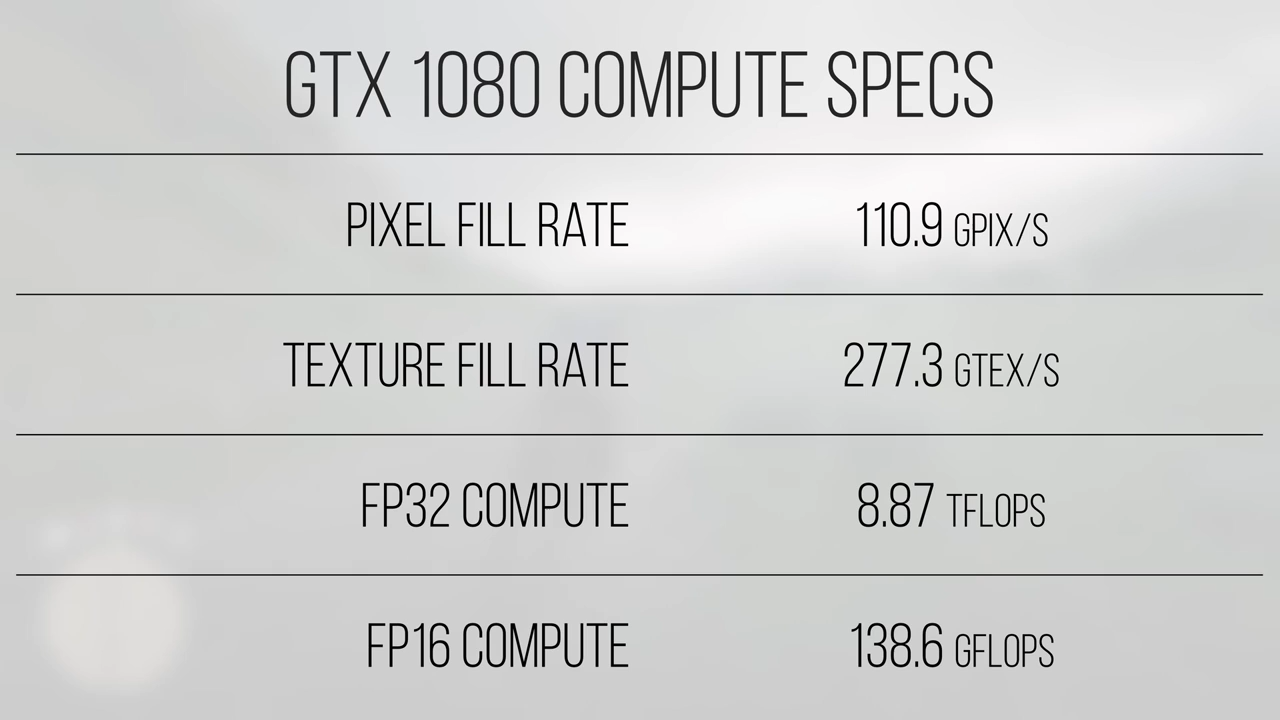 GTX 1080 COMPUTE SPECS
PIXEL FILL RATE 110.9 GPIX/S
TEXTURE FILL RATE 277.3 GTEX/S
FP32 COMPUTE 8.87 TFLOPS
FP16 COMPUTE 138.6 GFLOPS